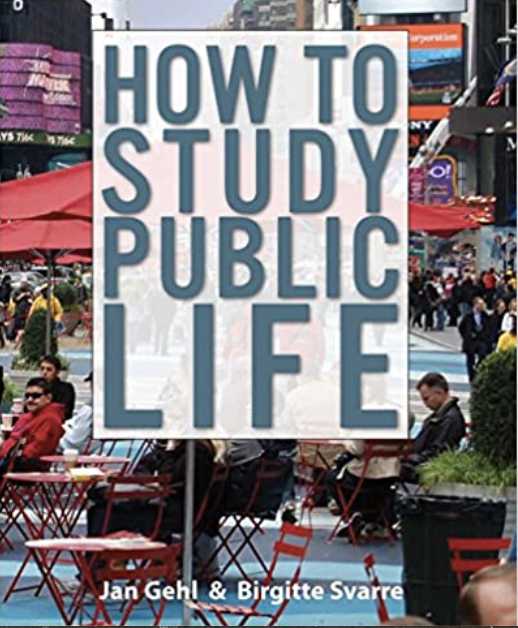 HOW TO
STUDY
PUBLIC
LIFE
Jan Gehl & Birgitte Svarre